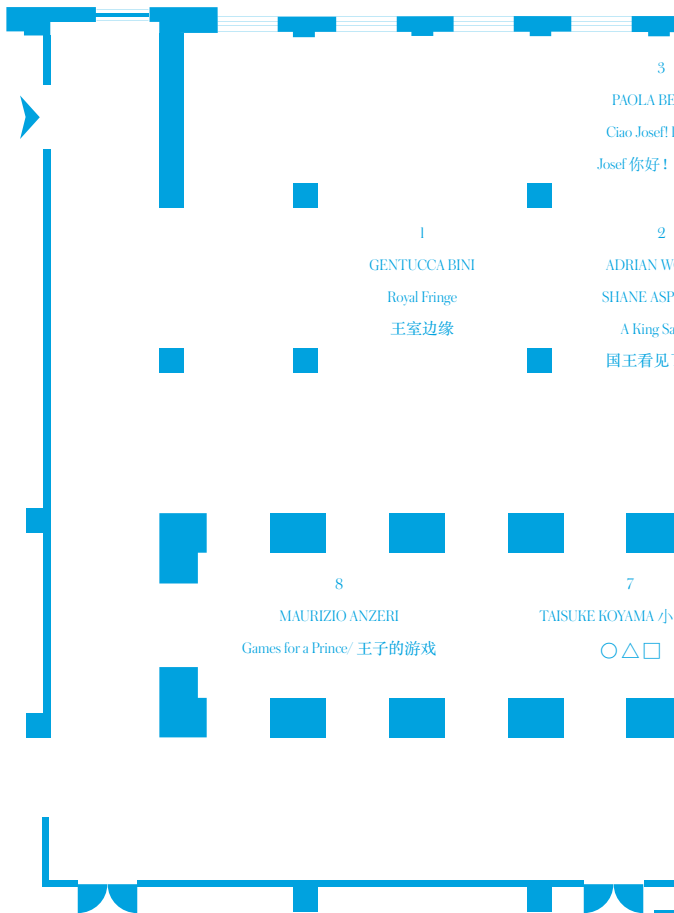 3
PAOLA BE
Ciao Josef!
Josef 你好！
1
GENTUCCA BINI
Royal Fringe
王室边缘
2
ADRIAN W
SHANE ASP
A King Sa
国王看见
8
MAURIZIO ANZERI
Games for a Prince/ 王子的游戏
7
TAISUKE KOYAMA 小
○△□